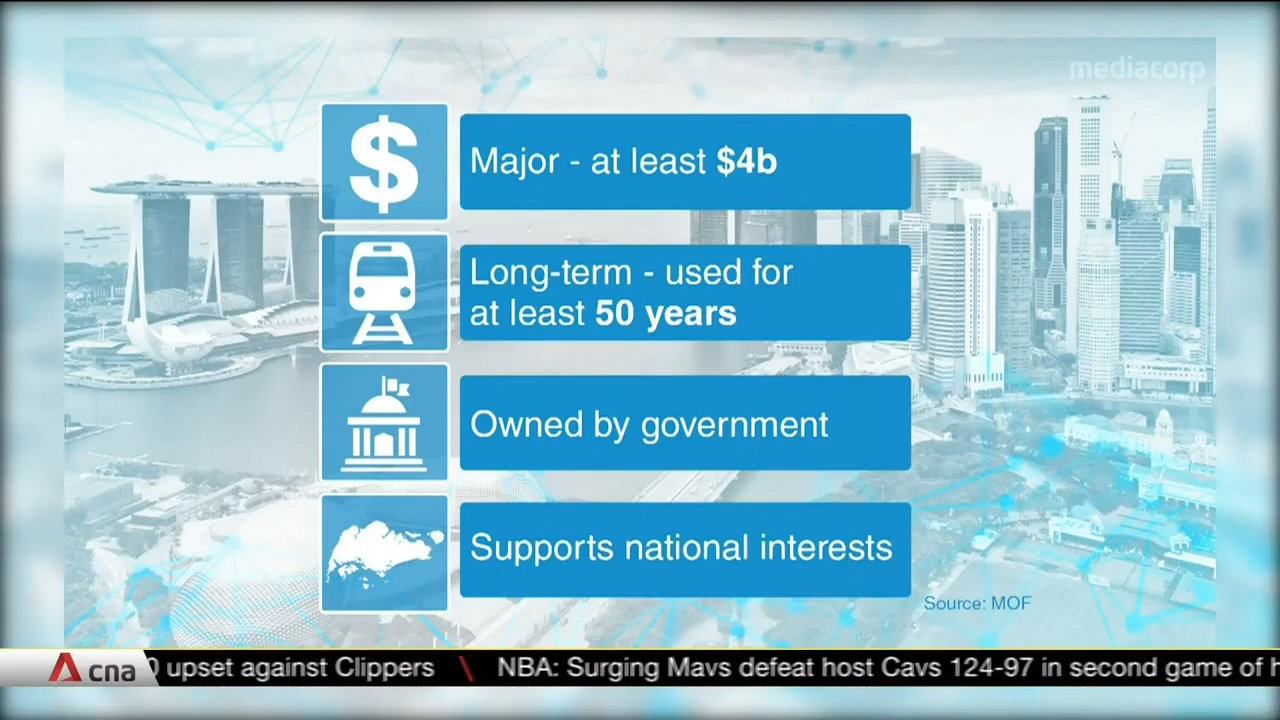 mediacorp
$
Major - at least $4b
Long-term - used for
at least 50 years
Owned by government
Supports national interests
Source: MOF
cna
0 upset against Clippers \ NBA: Surging Mavs defeat host Cavs 124-97 in second game of h